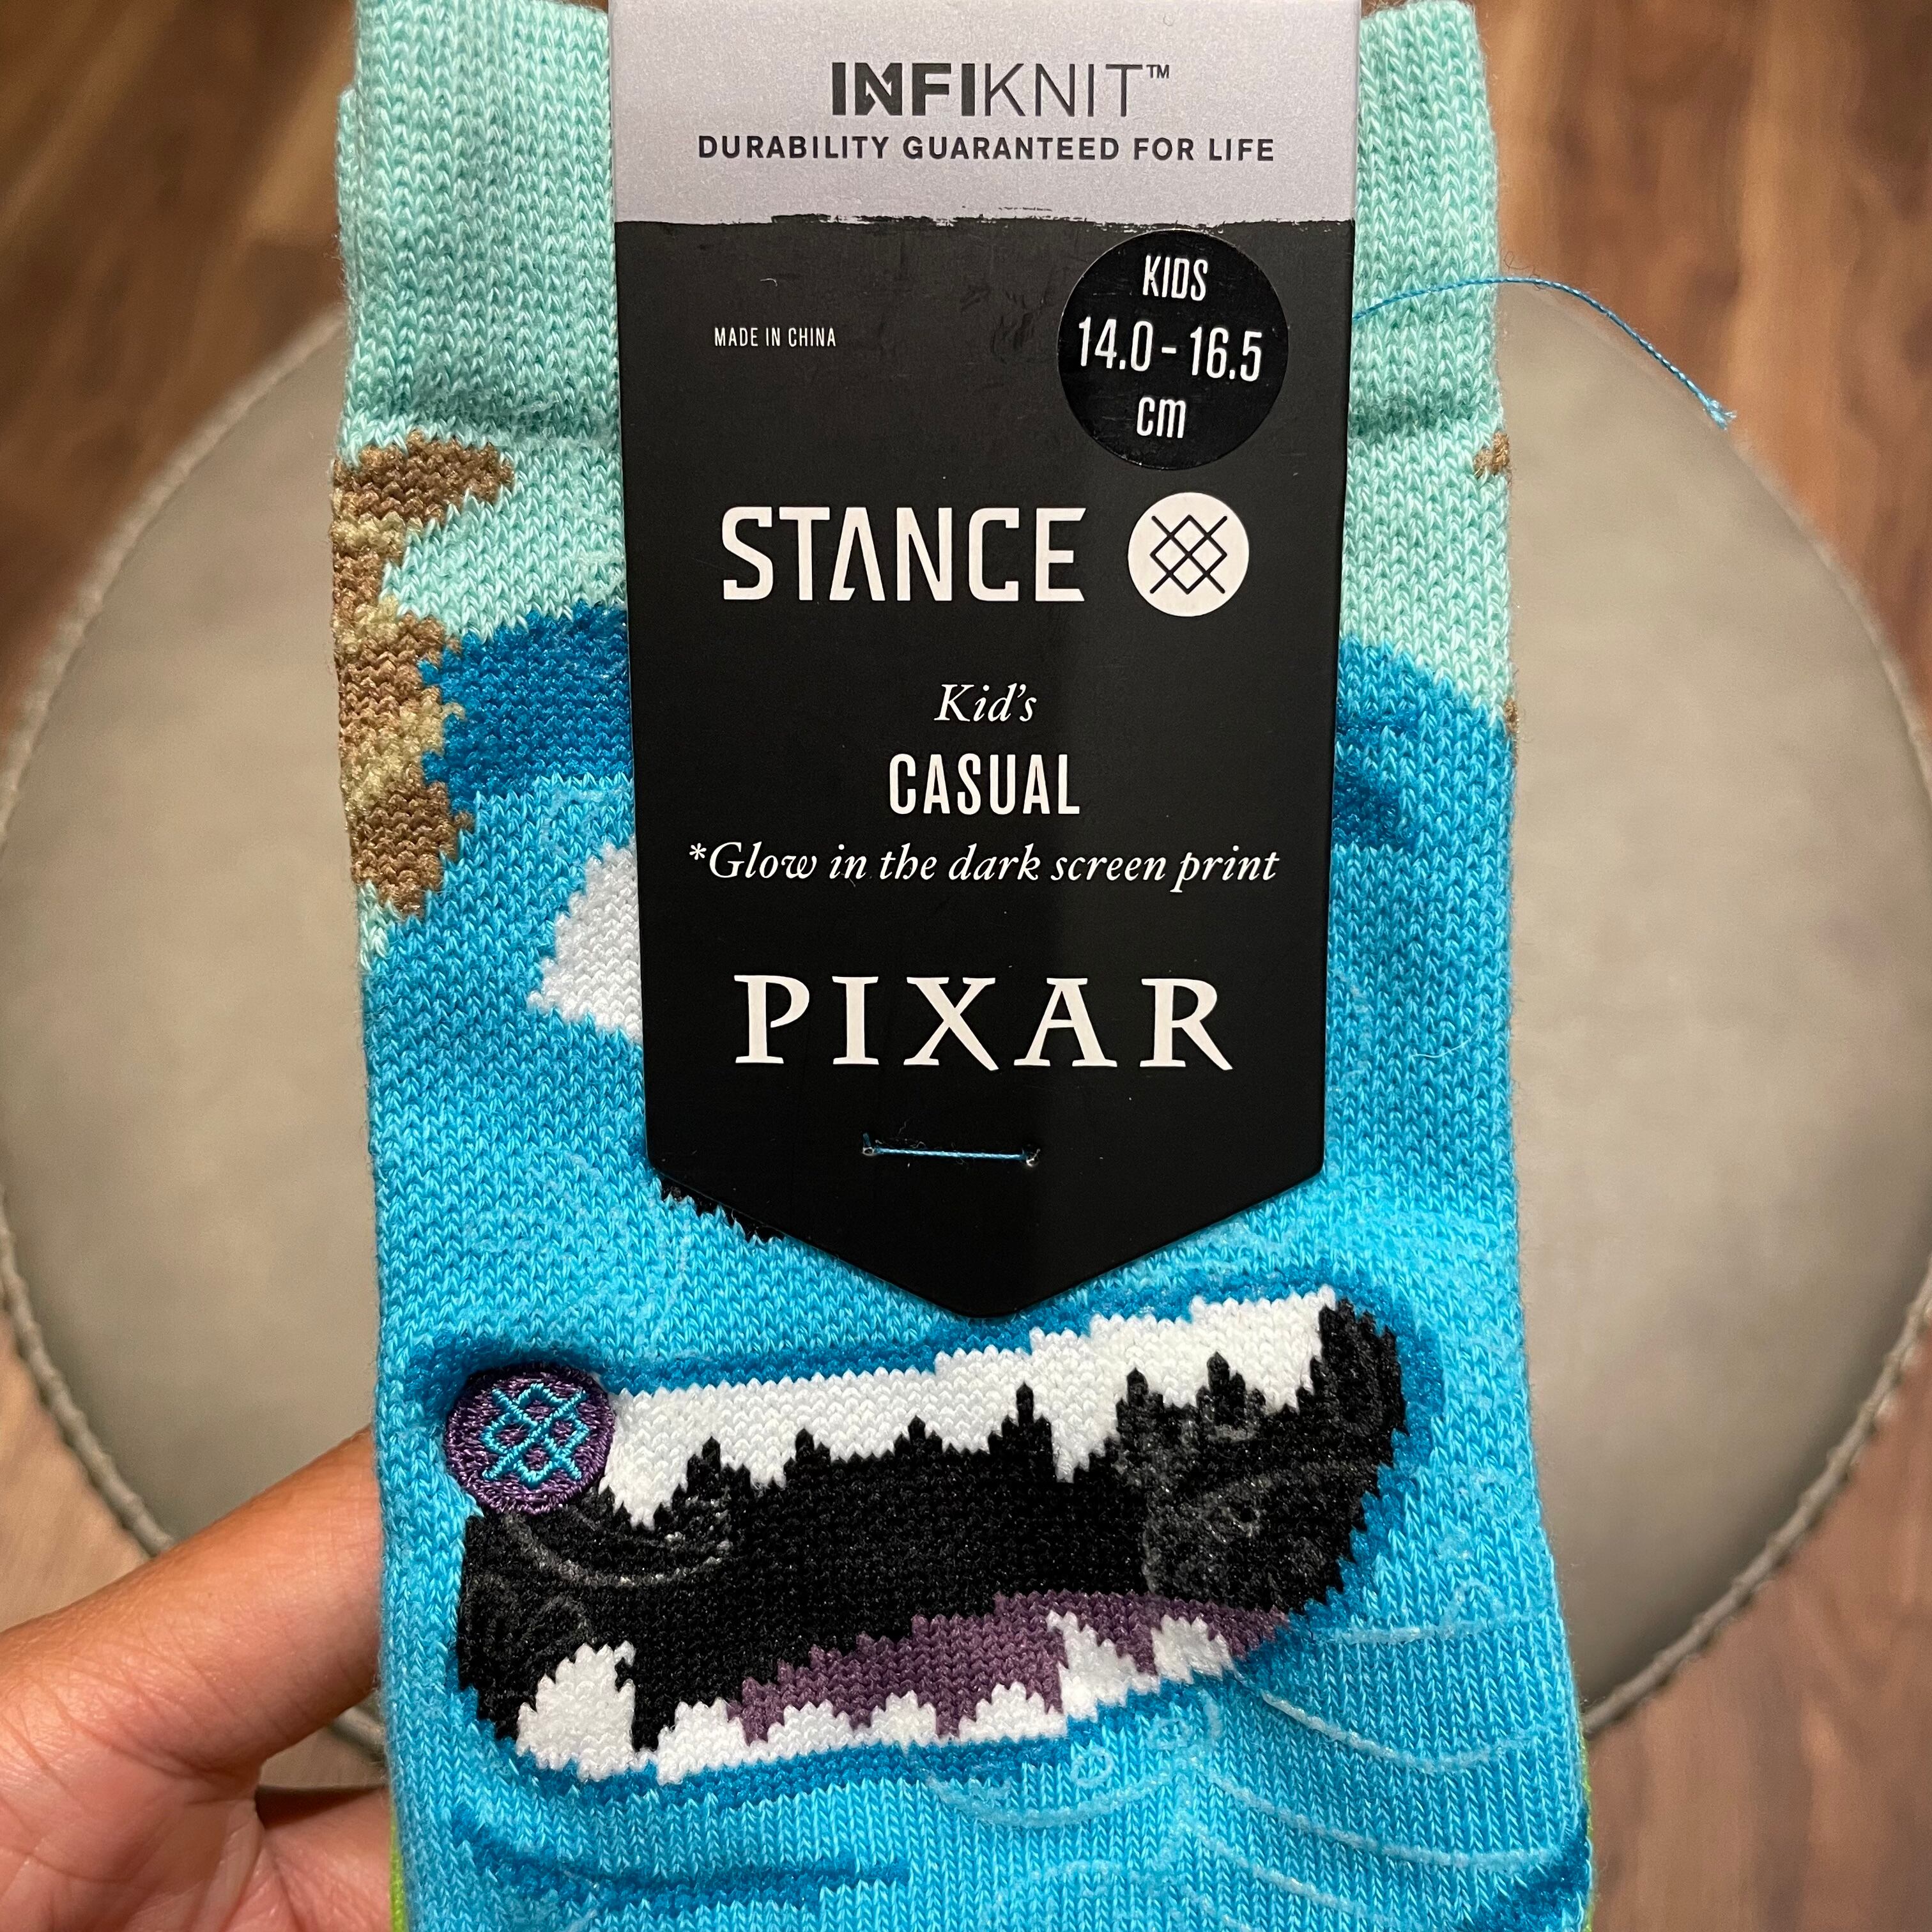 INFIKNIT™
DURABILITY GUARANTEED FOR LIFE
MADE IN CHINA
KIDS
14.0-16.5
cm
STANCE
Kid's
CASUAL
*Glow in the dark screen print
PIXAR